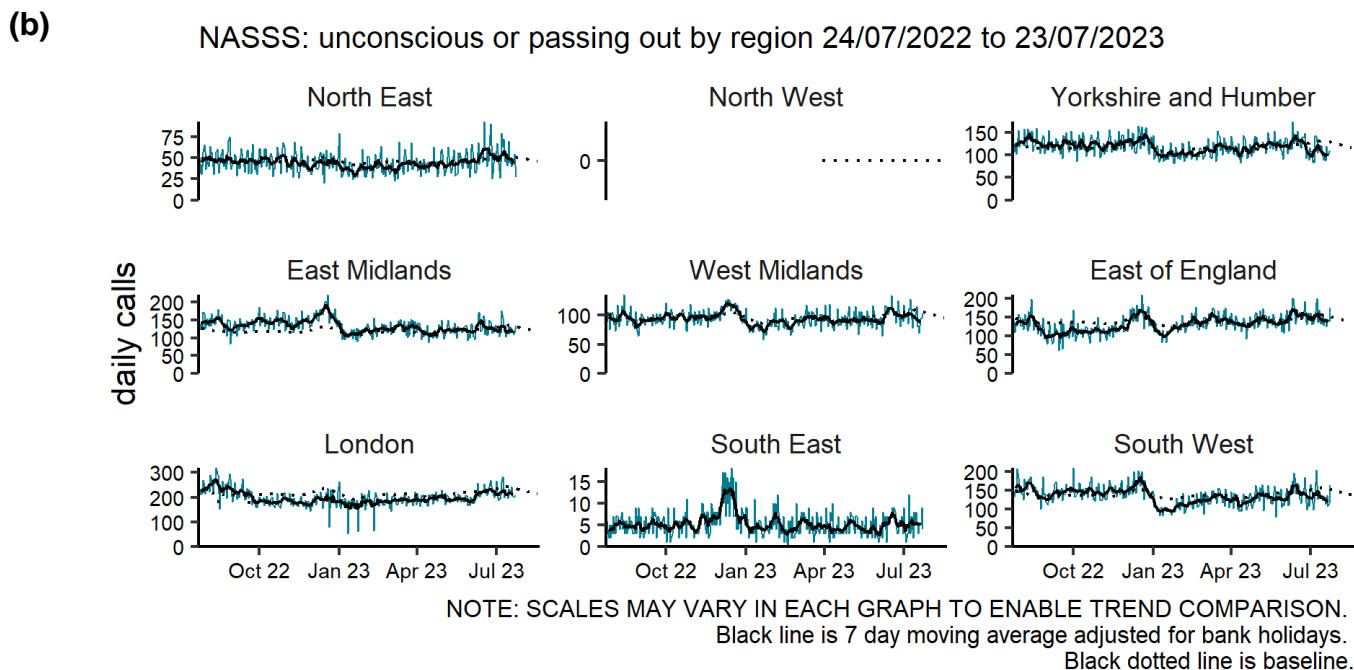 (b)
NASSS: unconscious or passing out by region 24/07/2022 to 23/07/2023
North East
North West
Yorkshire and Humber
75
50
25
0
0
150
100
50
0
daily calls
East Midlands
West Midlands
East of England
200
150
100
50
0
100
50
0
200
150
100
50
0
London
South East
South West
300
200
100
0
15
10
5
0
200
150
100
50
0
Oct 22 Jan 23 Apr 23 Jul 23
Oct 22 Jan 23 Apr 23 Jul 23
Oct 22 Jan 23 Apr 23 Jul 23
NOTE: SCALES MAY VARY IN EACH GRAPH TO ENABLE TREND COMPARISON.
Black line is 7 day moving average adjusted for bank holidays.
Black dotted line is baseline.